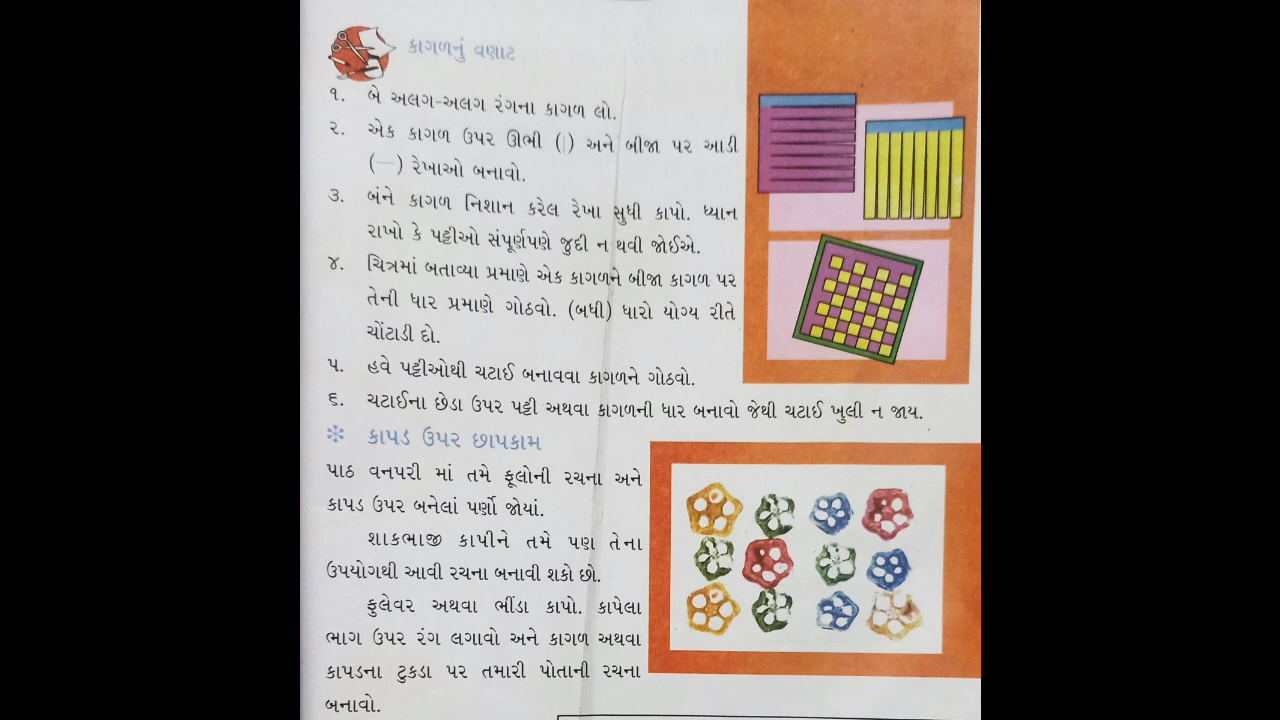 કાગળનું વણાટ
૧. બે અલગ-અલગ રંગના કાગળ લો.
૨. એક કાગળ ઉપર ઊભી (|) અને બીજા પર આડી
(—) રેખાઓ બનાવો.
૩. બંને કાગળ નિશાન કરેલ રેખા સુધી કાપો. ધ્યાન
રાખો કે પટ્ટીઓ સંપૂર્ણપણે જુદી ન થવી જોઈએ.
૪. ચિત્રમાં બતાવ્યા પ્રમાણે એક કાગળને બીજા કાગળ પર
તેની ધાર પ્રમાણે ગોઠવો. (બધી) ધારો યોગ્ય રીતે
ચોંટાડી દો.
૫. હવે પટ્ટીઓથી ચટાઈ બનાવવા કાગળને ગોઠવો.
૬. ચટાઈના છેડા ઉપર પટ્ટી અથવા કાગળની ધાર બનાવો જેથી ચટાઈ ખુલી ન જાય.
* કાપડ ઉપર છાપકામ
પાઠ વનપરી માં તમે ફૂલોની રચના અને
કાપડ ઉપર બનેલાં પર્ણો જોયાં.
શાકભાજી કાપીને તમે પણ તેના
ઉપયોગથી આવી રચના બનાવી શકો છો.
ફુલેવર અથવા ભીંડા કાપો. કાપેલા
ભાગ ઉપર રંગ લગાવો અને કાગળ અથવા
કાપડના ટુકડા પર તમારી પોતાની રચના
બનાવો.